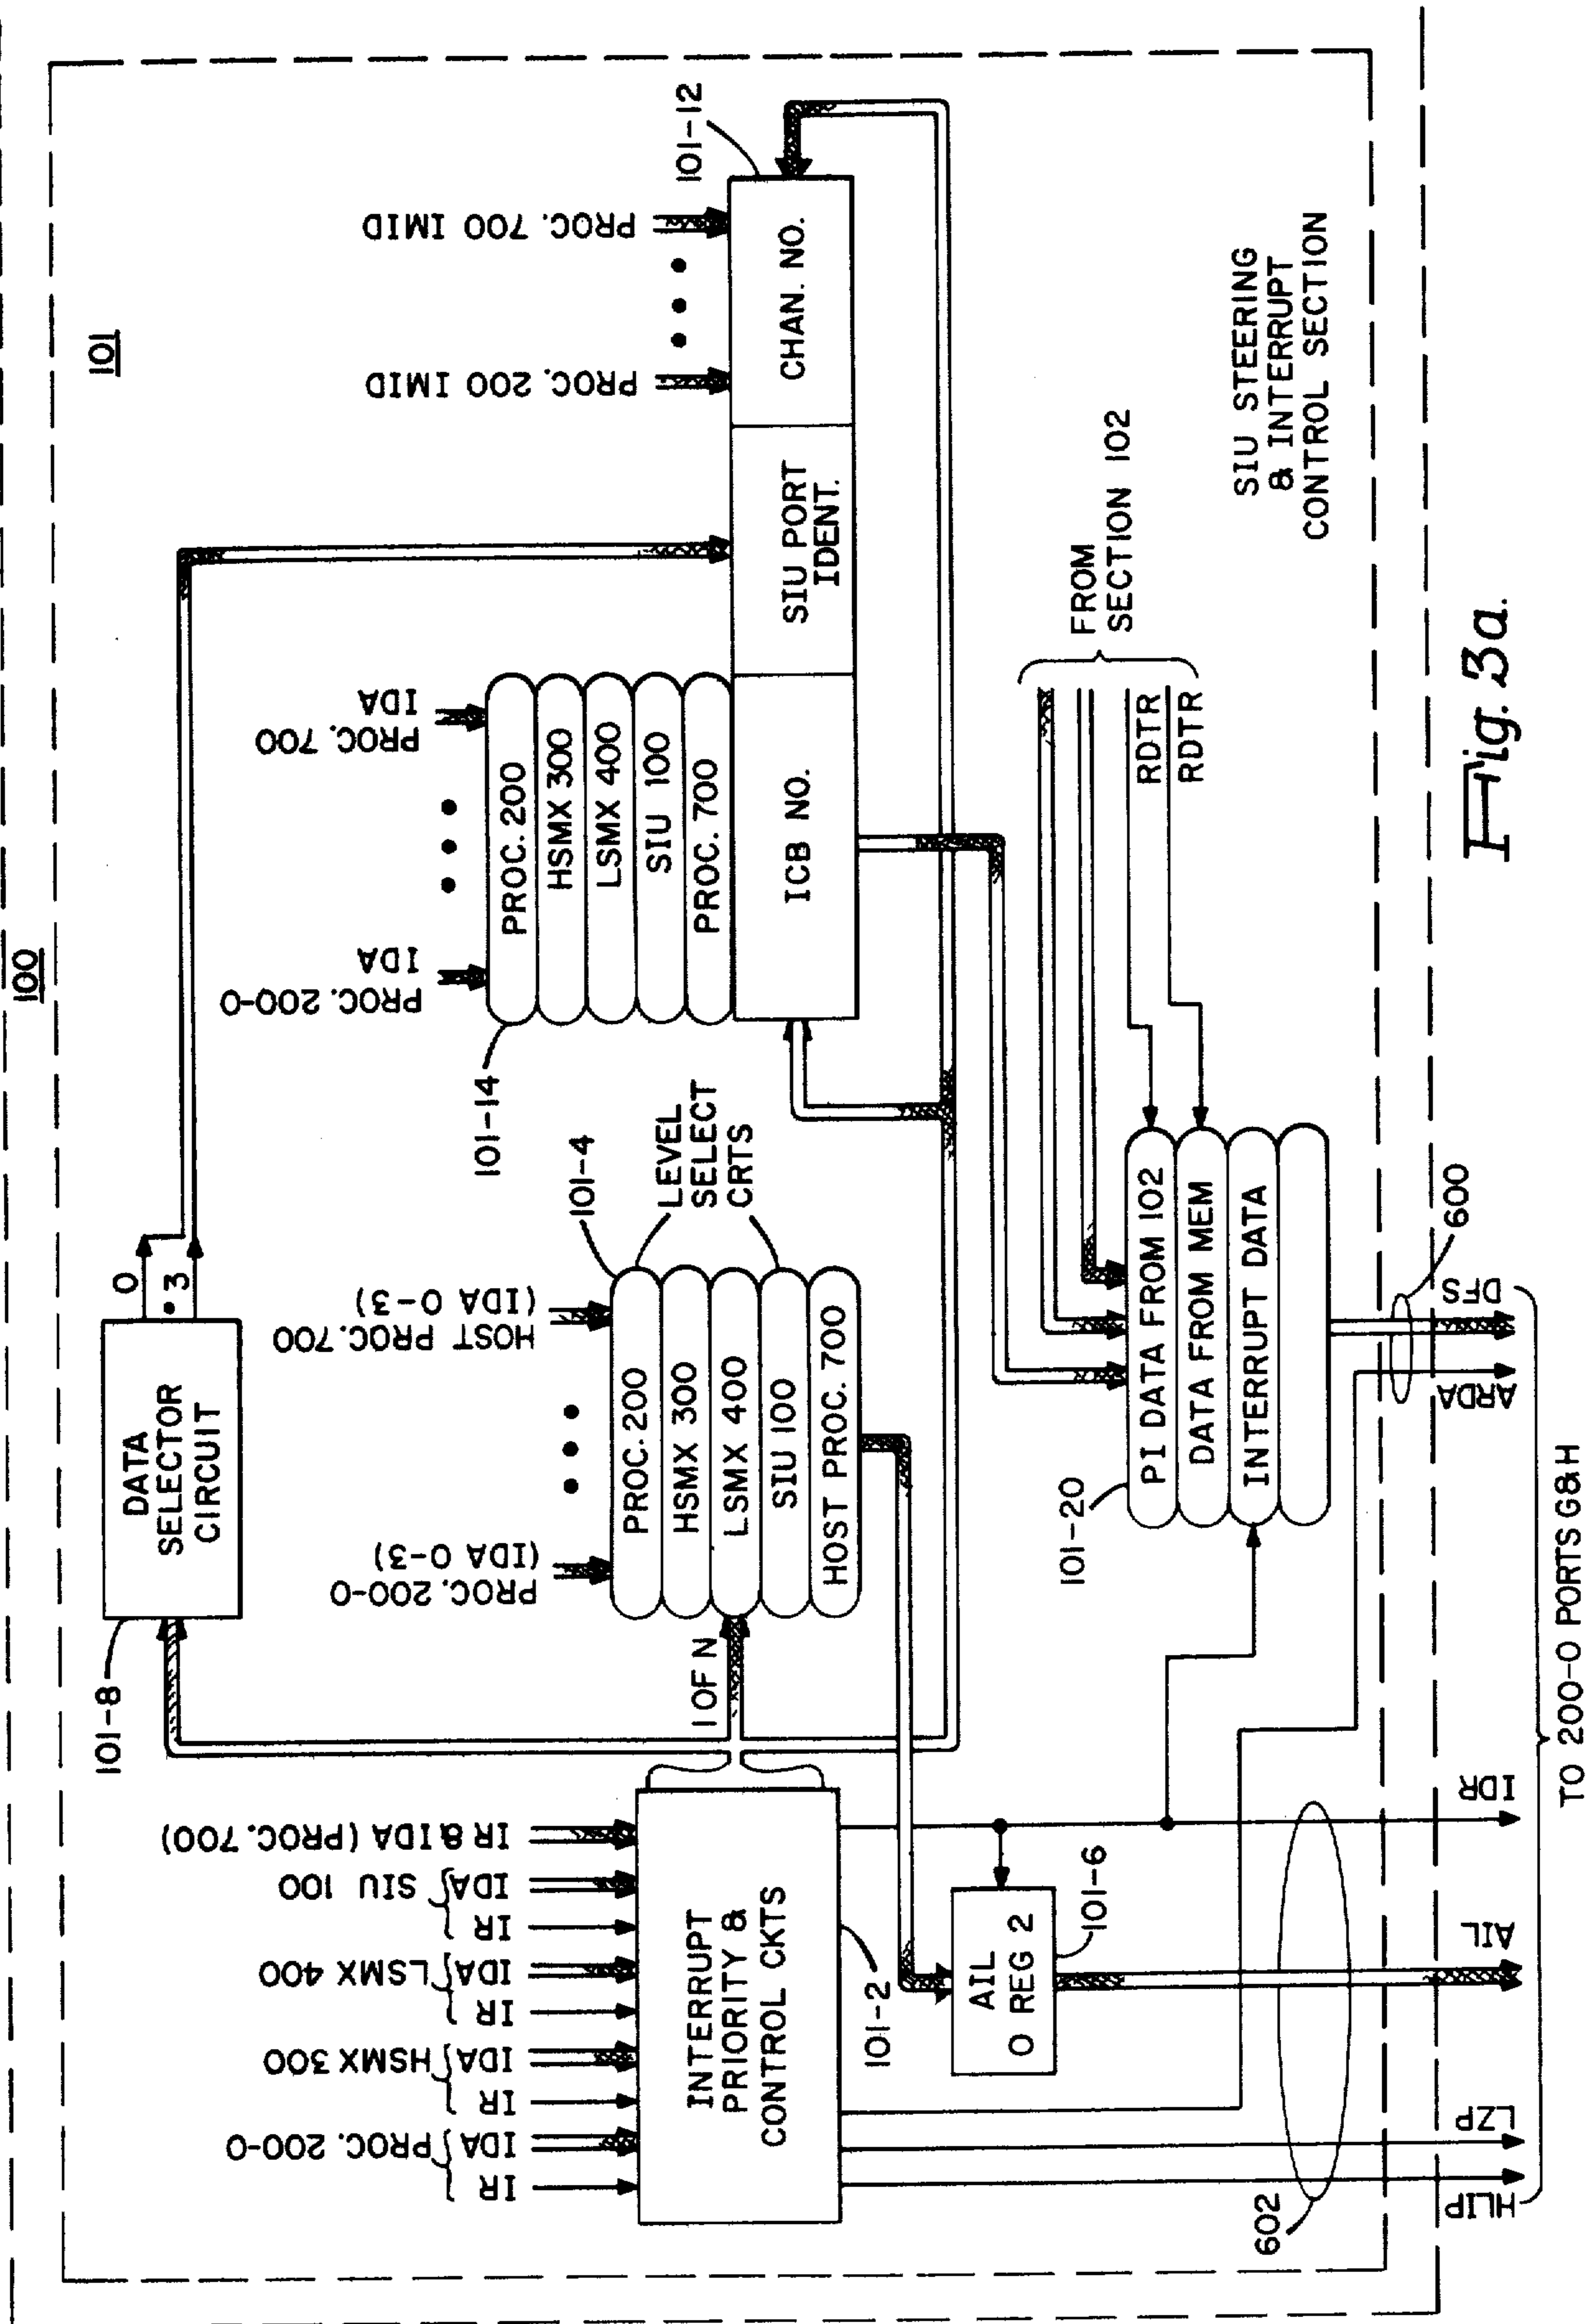 100
101
101-8
DATA
SELECTOR
CIRCUIT
0
3
IR & IDA (PROC. 700)
IDA
IR
SIU 100
IDA
IR
LSMX 400
IDA
IR
HSMX 300
IDA
IR
PROC. 200-0
INTERRUPT
PRIORITY &
CONTROL CKTS
101-2
1 OF N
PROC. 200-0
(IDA 0-3)
HOST PROC. 700
(IDA 0-3)
101-4
LEVEL
SELECT
CRTS
PROC. 200
HSMX 300
LSMX 400
SIU 100
HOST PROC. 700
AIL
0 REG 2
101-6
101-14
PROC. 200-0
IDA
PROC. 700
IDA
PROC. 200
HSMX 300
LSMX 400
SIU 100
PROC. 700
ICB NO.
SIU PORT
IDENT.
CHAN. NO.
PROC. 200 IMID
PROC. 700 IMID
101-12
FROM
SECTION 102
RDTR
RDTR
101-20
PI DATA FROM 102
DATA FROM MEM
INTERRUPT DATA
SIU STEERING
& INTERRUPT
CONTROL SECTION
602
600
HLIP
LZP
AIL
IDR
ARDA
DFS
TO 200-0 PORTS G&H
Fig. 3a.